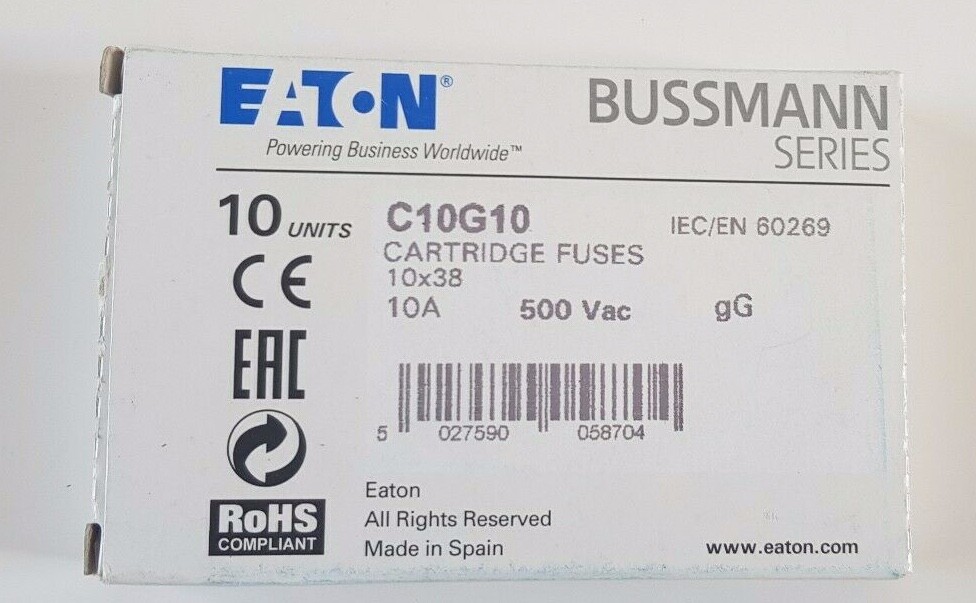 EATON®
Powering Business Worldwide™
BUSSMANN
SERIES
10 UNITS
C10G10
IEC/EN 60269
CARTRIDGE FUSES
10x38
10A 500 Vac gG
CE
EAC
5 027590 058704
RoHS
COMPLIANT
Eaton
All Rights Reserved
Made in Spain
www.eaton.com